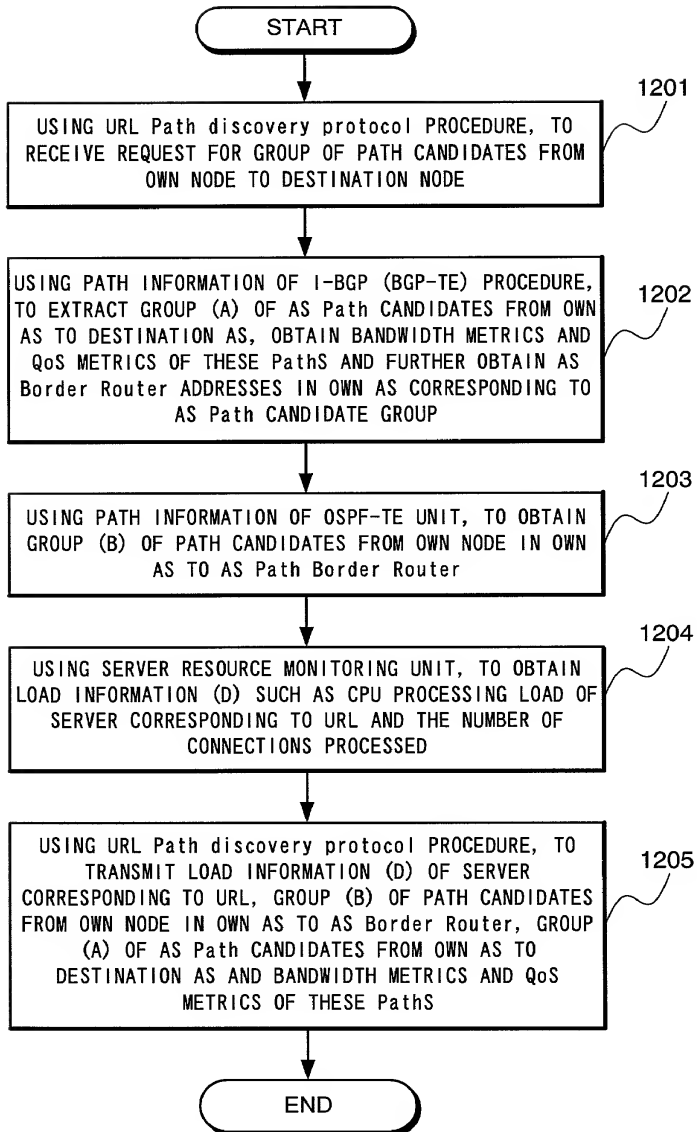 START
1201
USING URL Path discovery protocol PROCEDURE, TO
RECEIVE REQUEST FOR GROUP OF PATH CANDIDATES FROM
OWN NODE TO DESTINATION NODE
1202
USING PATH INFORMATION OF I-BGP (BGP-TE) PROCEDURE,
TO EXTRACT GROUP (A) OF AS Path CANDIDATES FROM OWN
AS TO DESTINATION AS, OBTAIN BANDWIDTH METRICS AND
QoS METRICS OF THESE PathS AND FURTHER OBTAIN AS
Border Router ADDRESSES IN OWN AS CORRESPONDING TO
AS Path CANDIDATE GROUP
1203
USING PATH INFORMATION OF OSPF-TE UNIT, TO OBTAIN
GROUP (B) OF PATH CANDIDATES FROM OWN NODE IN OWN
AS TO AS Path Border Router
1204
USING SERVER RESOURCE MONITORING UNIT, TO OBTAIN
LOAD INFORMATION (D) SUCH AS CPU PROCESSING LOAD OF
SERVER CORRESPONDING TO URL AND THE NUMBER OF
CONNECTIONS PROCESSED
1205
USING URL Path discovery protocol PROCEDURE, TO
TRANSMIT LOAD INFORMATION (D) OF SERVER
CORRESPONDING TO URL, GROUP (B) OF PATH CANDIDATES
FROM OWN NODE IN OWN AS TO AS Border Router, GROUP
(A) OF AS Path CANDIDATES FROM OWN AS TO
DESTINATION AS AND BANDWIDTH METRICS AND QoS
METRICS OF THESE PathS
END